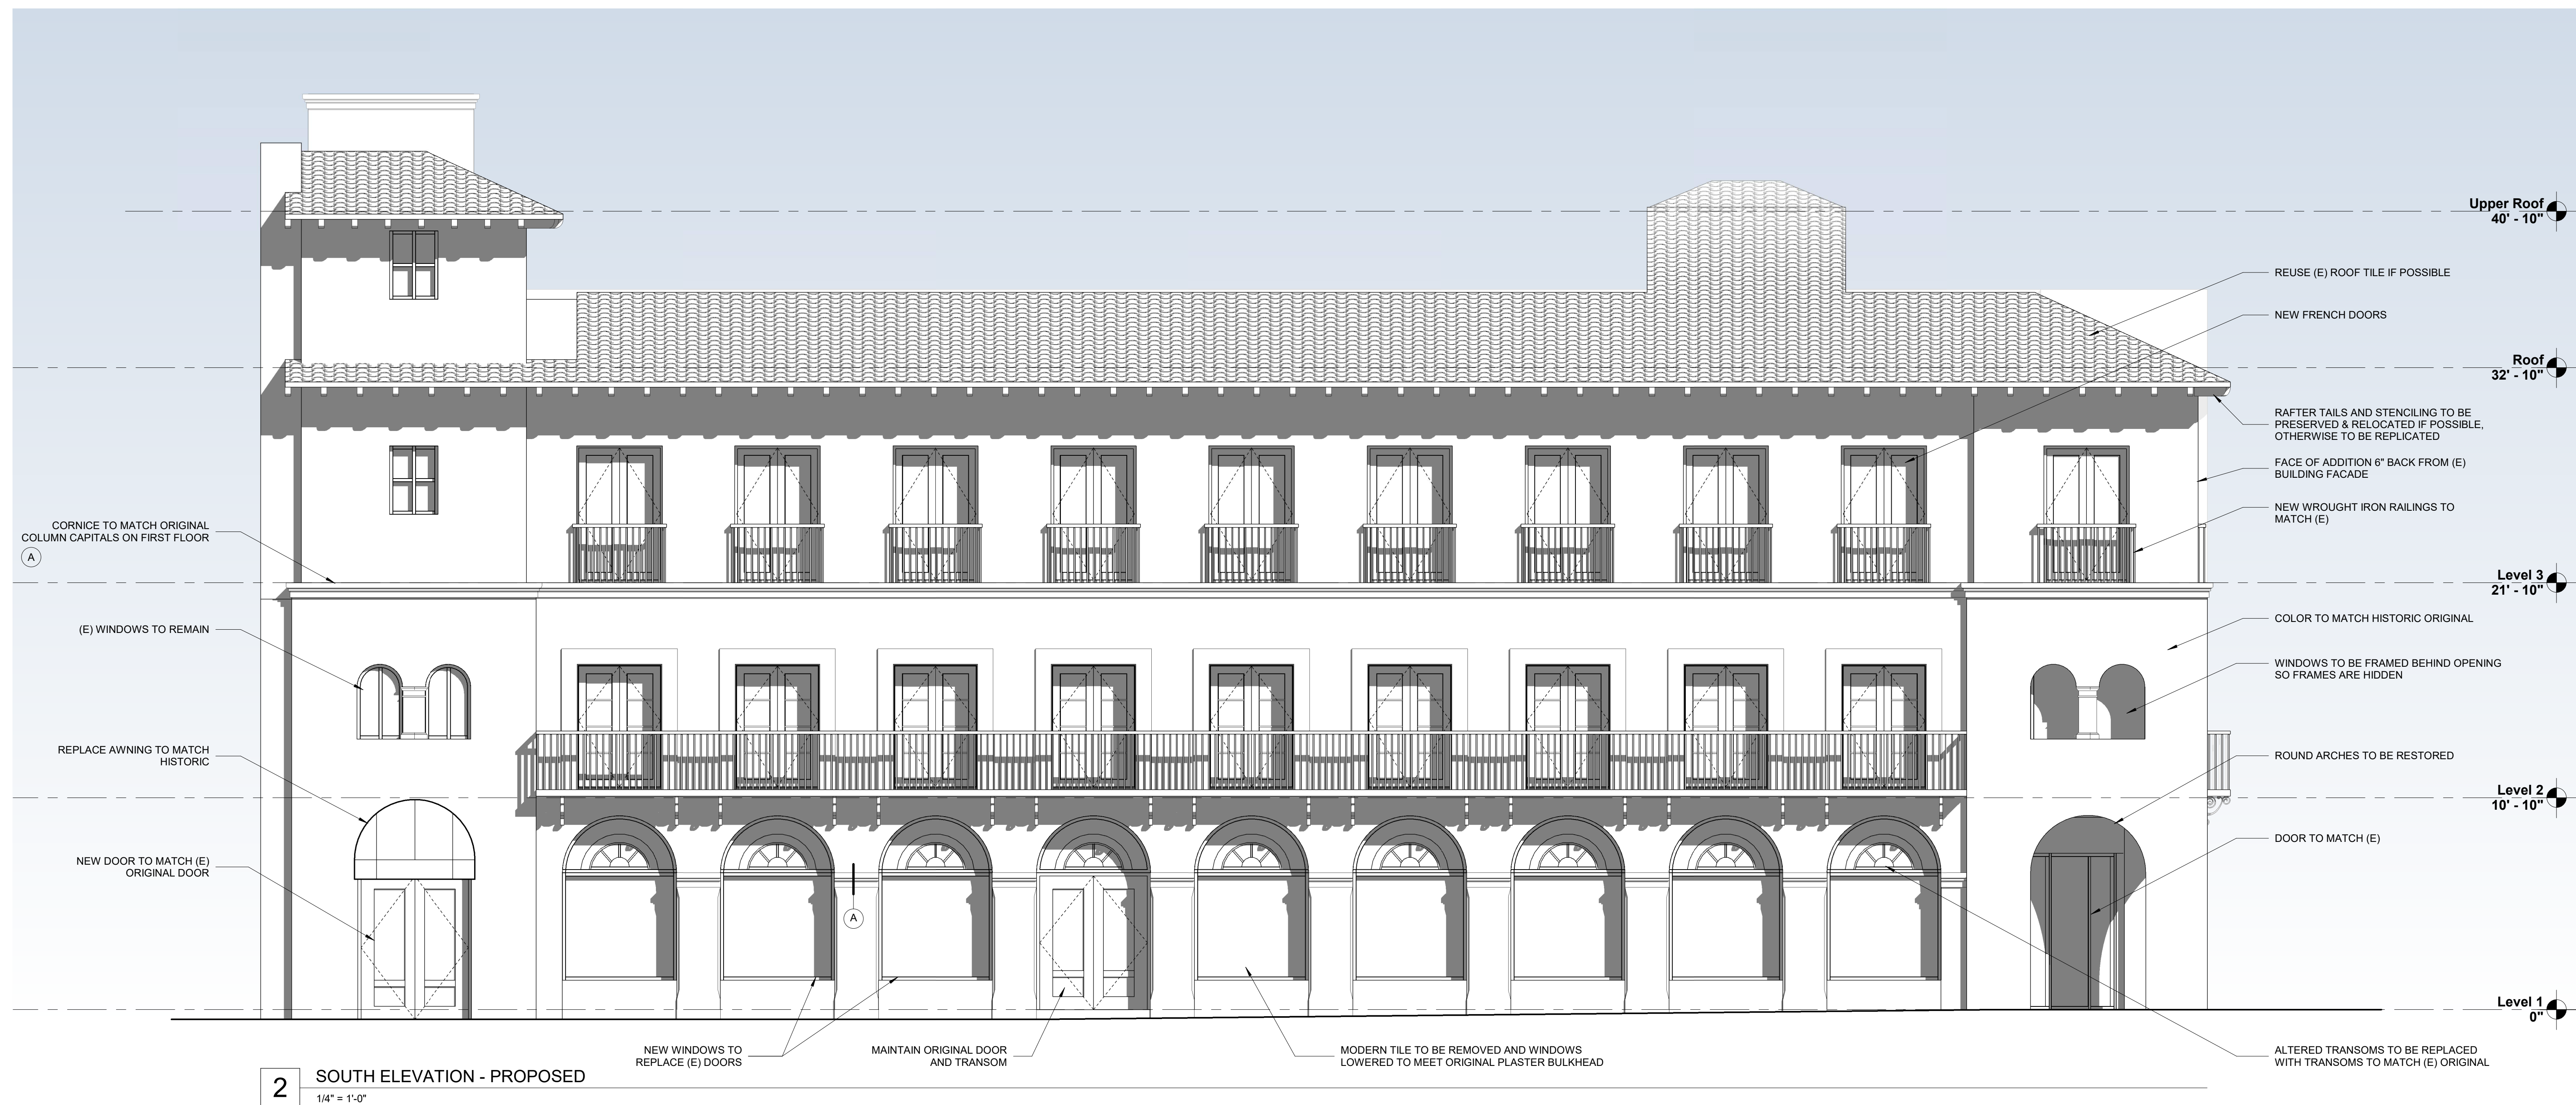 Upper Roof
40' - 10"
REUSE (E) ROOF TILE IF POSSIBLE
NEW FRENCH DOORS
Roof
32' - 10"
RAFTER TAILS AND STENCILING TO BE
PRESERVED & RELOCATED IF POSSIBLE,
OTHERWISE TO BE REPLICATED
FACE OF ADDITION 6" BACK FROM (E)
BUILDING FACADE
NEW WROUGHT IRON RAILINGS TO
MATCH (E)
CORNICE TO MATCH ORIGINAL
COLUMN CAPITALS ON FIRST FLOOR
A
Level 3
21' - 10"
(E) WINDOWS TO REMAIN
COLOR TO MATCH HISTORIC ORIGINAL
WINDOWS TO BE FRAMED BEHIND OPENING
SO FRAMES ARE HIDDEN
REPLACE AWNING TO MATCH
HISTORIC
ROUND ARCHES TO BE RESTORED
Level 2
10' - 10"
DOOR TO MATCH (E)
NEW DOOR TO MATCH (E)
ORIGINAL DOOR
A
Level 1
0"
NEW WINDOWS TO
REPLACE (E) DOORS
MAINTAIN ORIGINAL DOOR
AND TRANSOM
MODERN TILE TO BE REMOVED AND WINDOWS
LOWERED TO MEET ORIGINAL PLASTER BULKHEAD
ALTERED TRANSOMS TO BE REPLACED
WITH TRANSOMS TO MATCH (E) ORIGINAL
2
SOUTH ELEVATION - PROPOSED
1/4" = 1'-0"